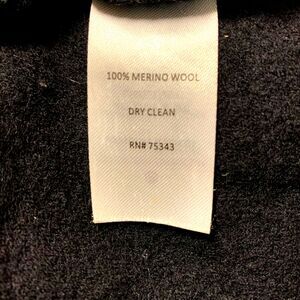 100% MERINO WOOL
DRY CLEAN
RN# 75343